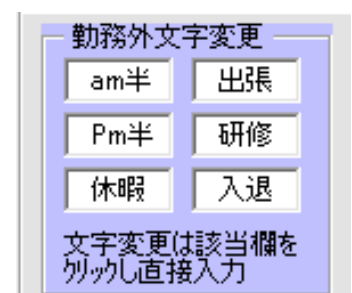 勤務外文字変更
am半 出張
Pm半 研修
休暇 入退
文字変更は該当欄を
ｸﾘｯｸし直接入力